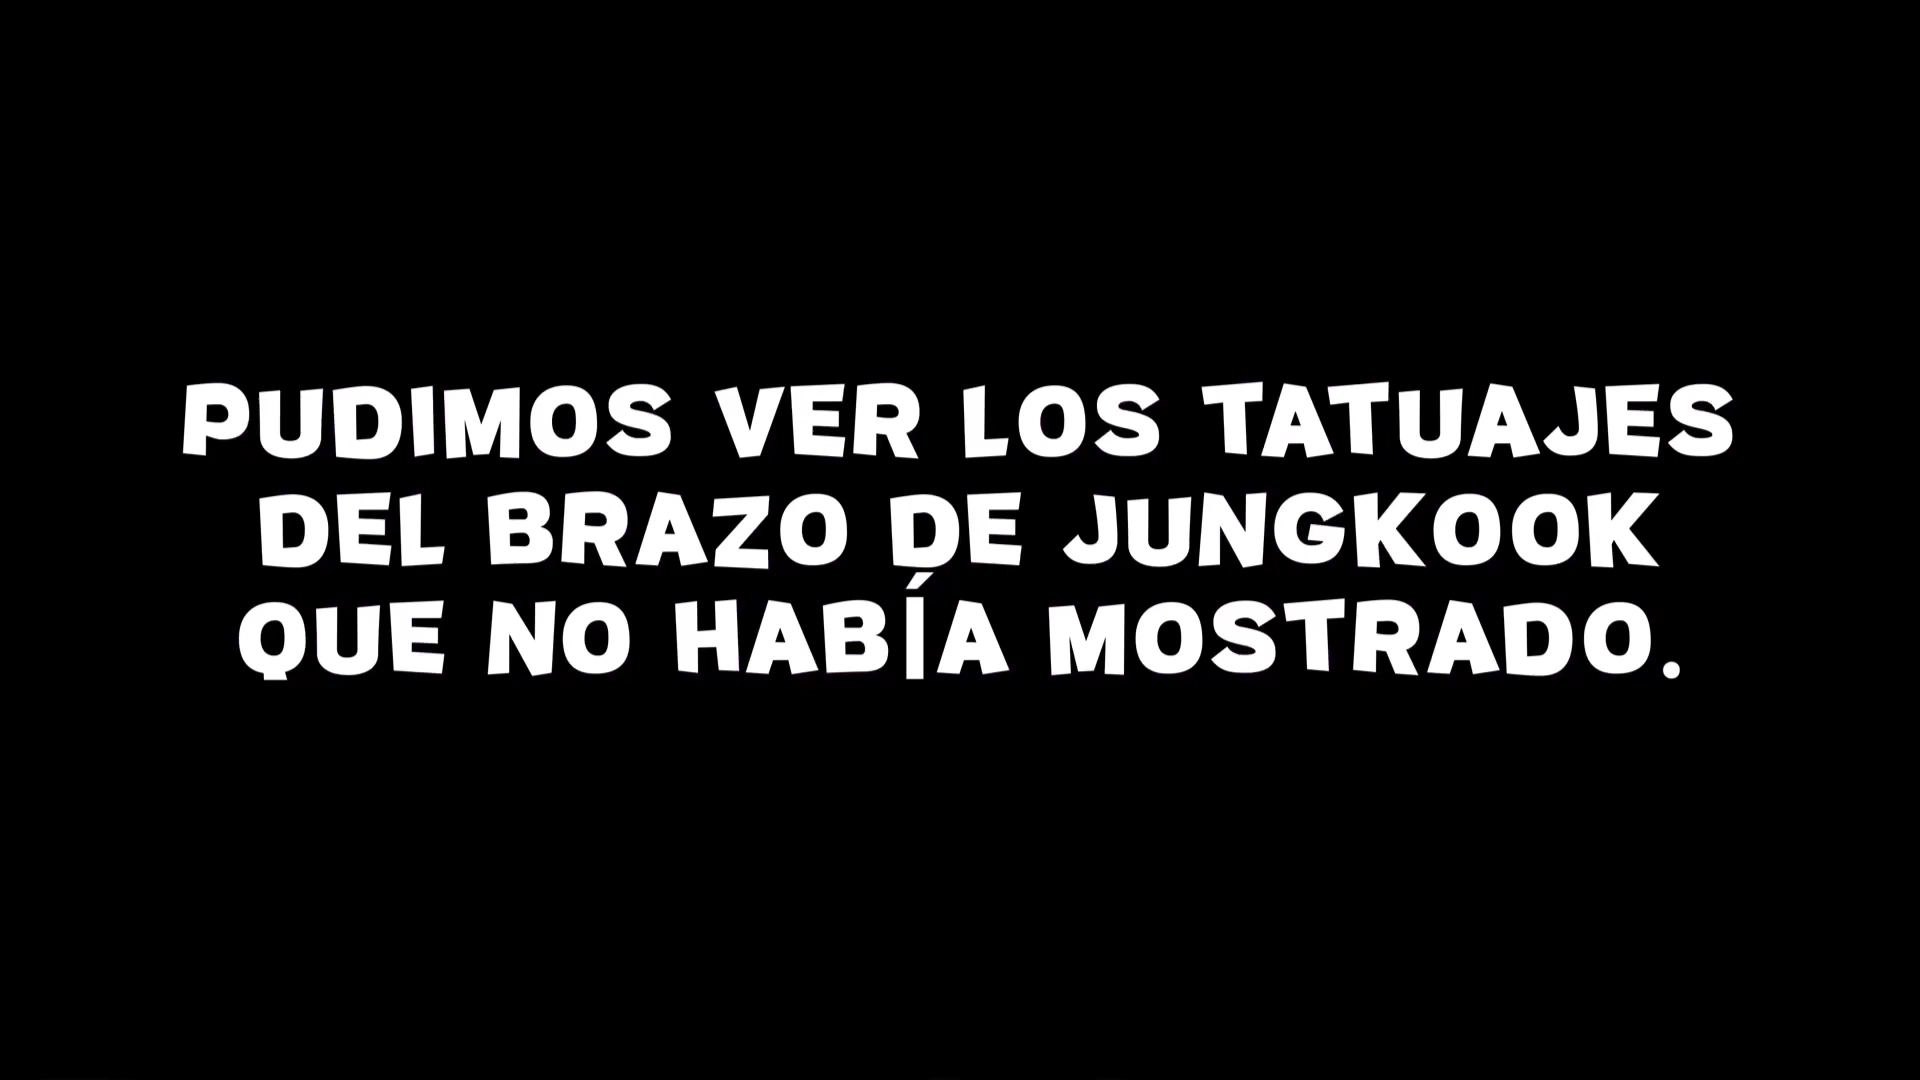 PUDIMOS VER LOS TATUAJES
DEL BRAZO DE JUNGKOOK
QUE NO HABÍA MOSTRADO.